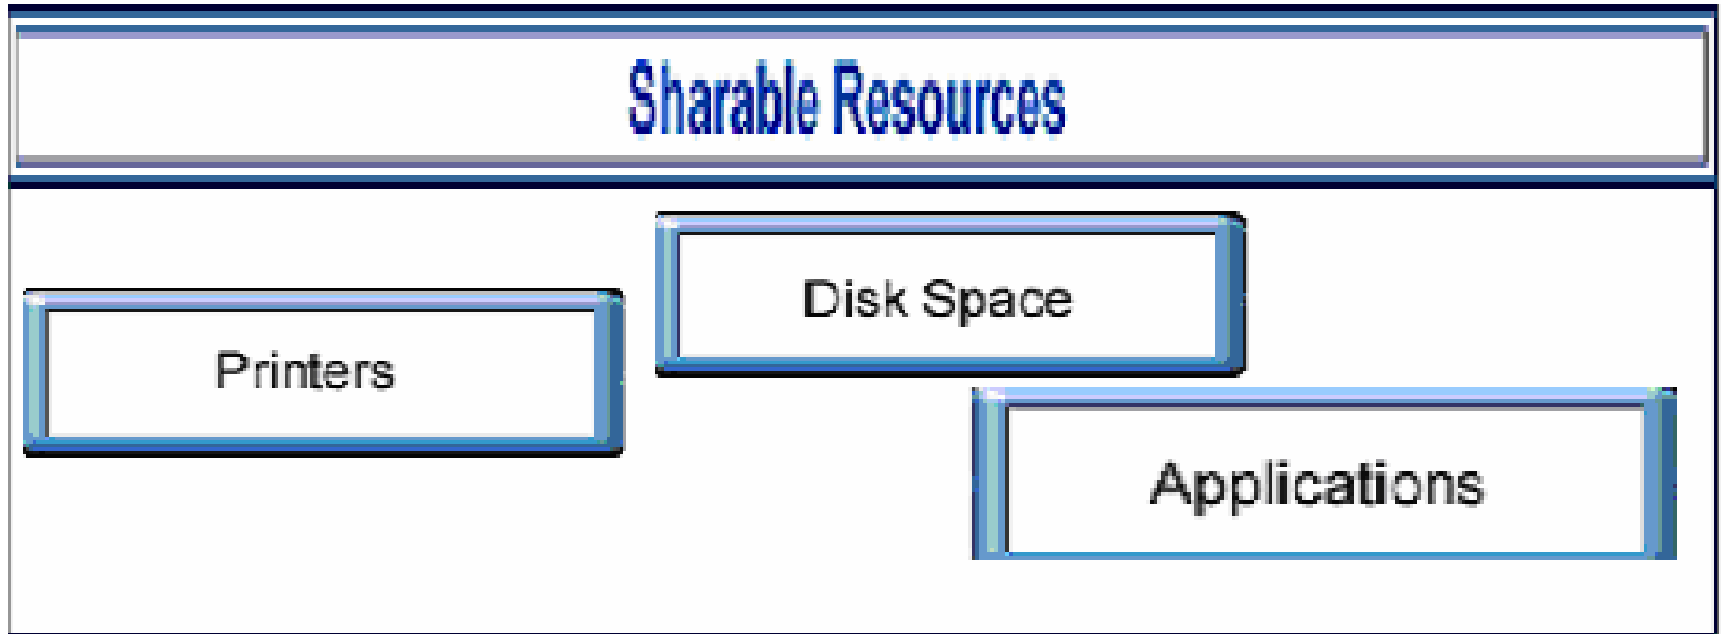 Sharable Resources
Disk Space
Printers
Applications